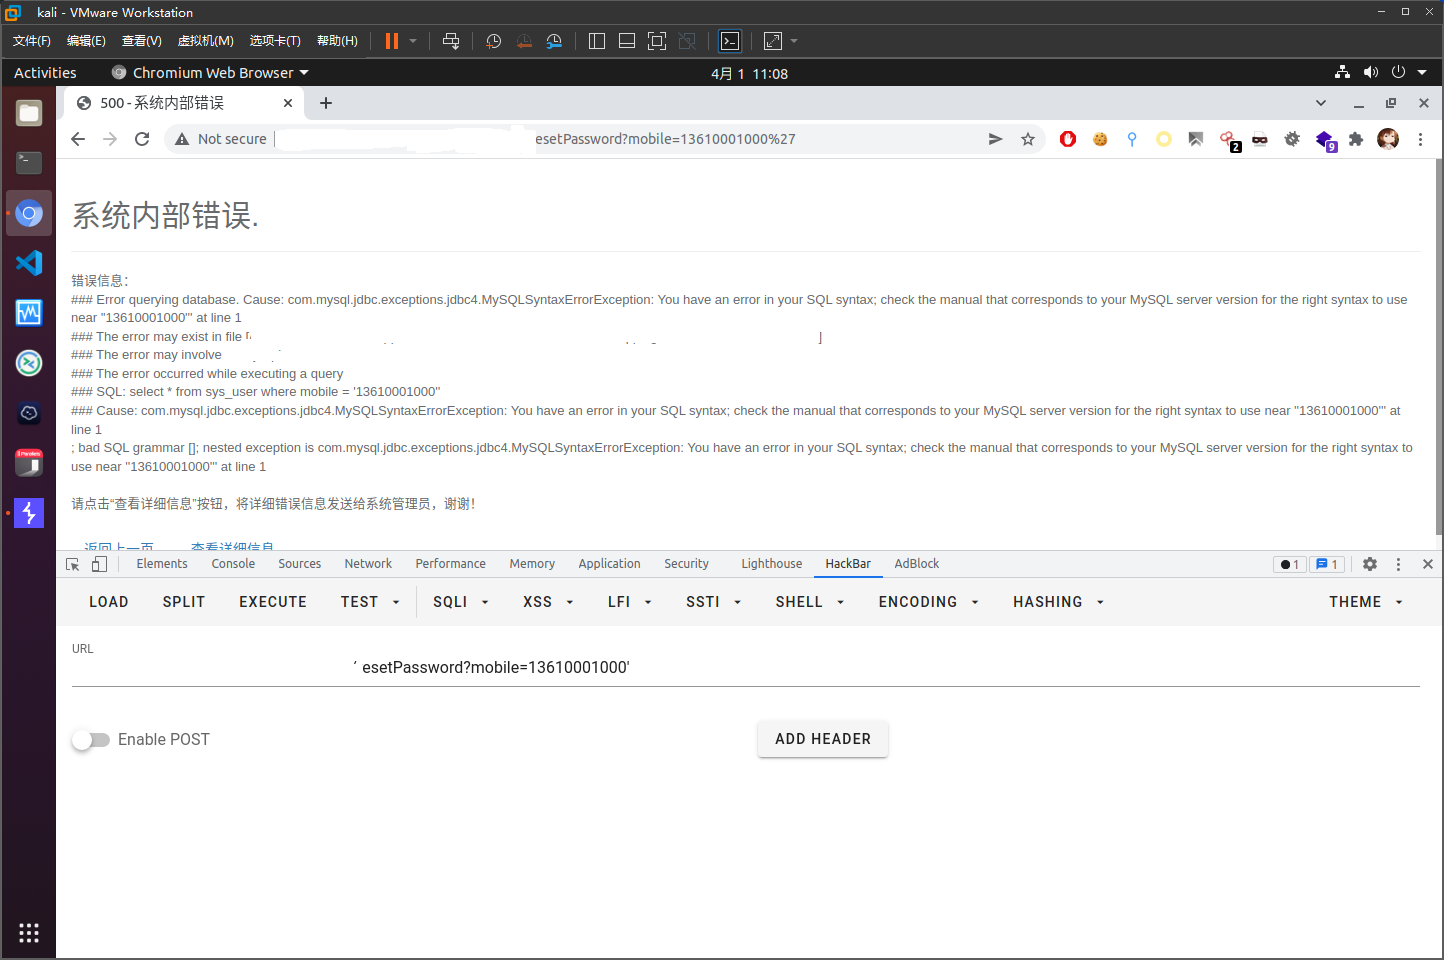 kali - VMware Workstation
文件(F) 编辑(E) 查看(V) 虚拟机(M) 选项卡(T) 帮助(H)
Activities Chromium Web Browser 4月 1 11:08
500 - 系统内部错误
Not secure esetPassword?mobile=13610001000%27
2
9
系统内部错误.
错误信息：
### Error querying database. Cause: com.mysql.jdbc.exceptions.jdbc4.MySQLSyntaxErrorException: You have an error in your SQL syntax; check the manual that corresponds to your MySQL server version for the right syntax to use
near ''13610001000'' at line 1
### The error may exist in file [ ]
### The error may involve
### The error occurred while executing a query
### SQL: select * from sys_user where mobile = '13610001000''
### Cause: com.mysql.jdbc.exceptions.jdbc4.MySQLSyntaxErrorException: You have an error in your SQL syntax; check the manual that corresponds to your MySQL server version for the right syntax to use near ''13610001000''' at
line 1
; bad SQL grammar []; nested exception is com.mysql.jdbc.exceptions.jdbc4.MySQLSyntaxErrorException: You have an error in your SQL syntax; check the manual that corresponds to your MySQL server version for the right syntax to
use near ''13610001000''' at line 1
请点击“查看详细信息”按钮，将详细错误信息发送给系统管理员，谢谢！
返回上一页 查看详细信息
Elements Console Sources Network Performance Memory Application Security Lighthouse HackBar AdBlock 1 1
LOAD SPLIT EXECUTE TEST SQLI XSS LFI SSTI SHELL ENCODING HASHING THEME
URL
esetPassword?mobile=13610001000'
Enable POST ADD HEADER